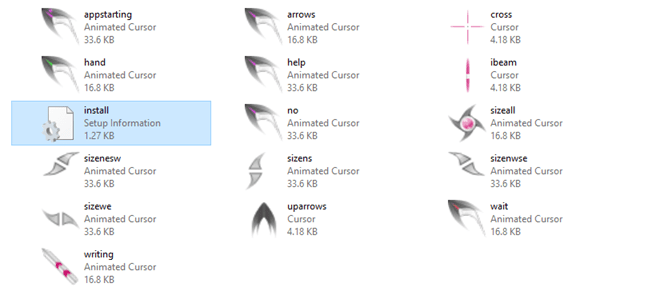 appstarting
Animated Cursor
33.6 KB
arrows
Animated Cursor
16.8 KB
cross
Cursor
4.18 KB
hand
Animated Cursor
16.8 KB
help
Animated Cursor
33.6 KB
ibeam
Cursor
4.18 KB
install
Setup Information
1.27 KB
no
Animated Cursor
33.6 KB
sizeall
Animated Cursor
16.8 KB
sizenesw
Animated Cursor
33.6 KB
sizens
Animated Cursor
33.6 KB
sizenwse
Animated Cursor
33.6 KB
sizewe
Animated Cursor
33.6 KB
uparrows
Cursor
4.18 KB
wait
Animated Cursor
16.8 KB
writing
Animated Cursor
16.8 KB